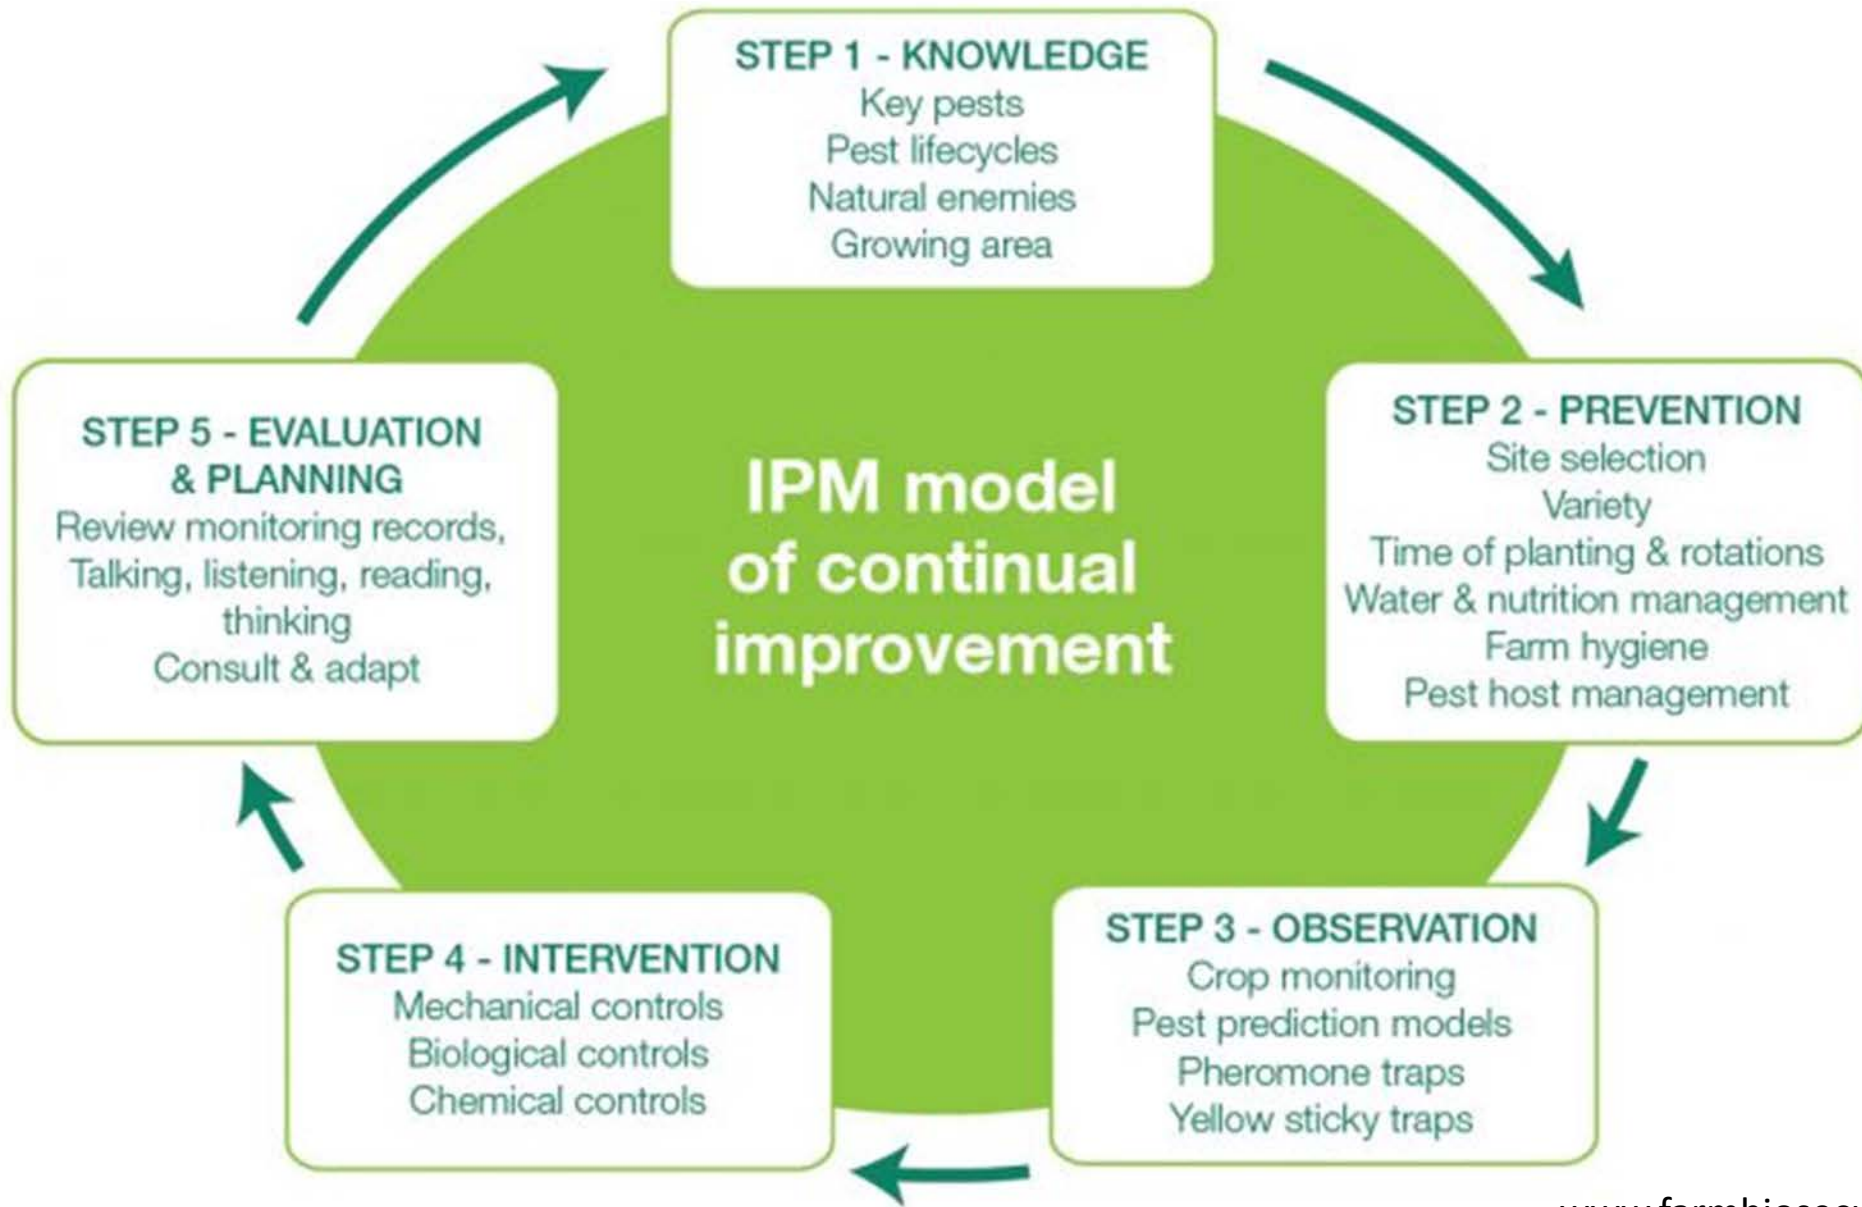 STEP 1 - KNOWLEDGE
Key pests
Pest lifecycles
Natural enemies
Growing area
STEP 2 - PREVENTION
Site selection
Variety
Time of planting & rotations
Water & nutrition management
Farm hygiene
Pest host management
STEP 3 - OBSERVATION
Crop monitoring
Pest prediction models
Pheromone traps
Yellow sticky traps
STEP 4 - INTERVENTION
Mechanical controls
Biological controls
Chemical controls
STEP 5 - EVALUATION
& PLANNING
Review monitoring records,
Talking, listening, reading,
thinking
Consult & adapt
IPM model
of continual
improvement